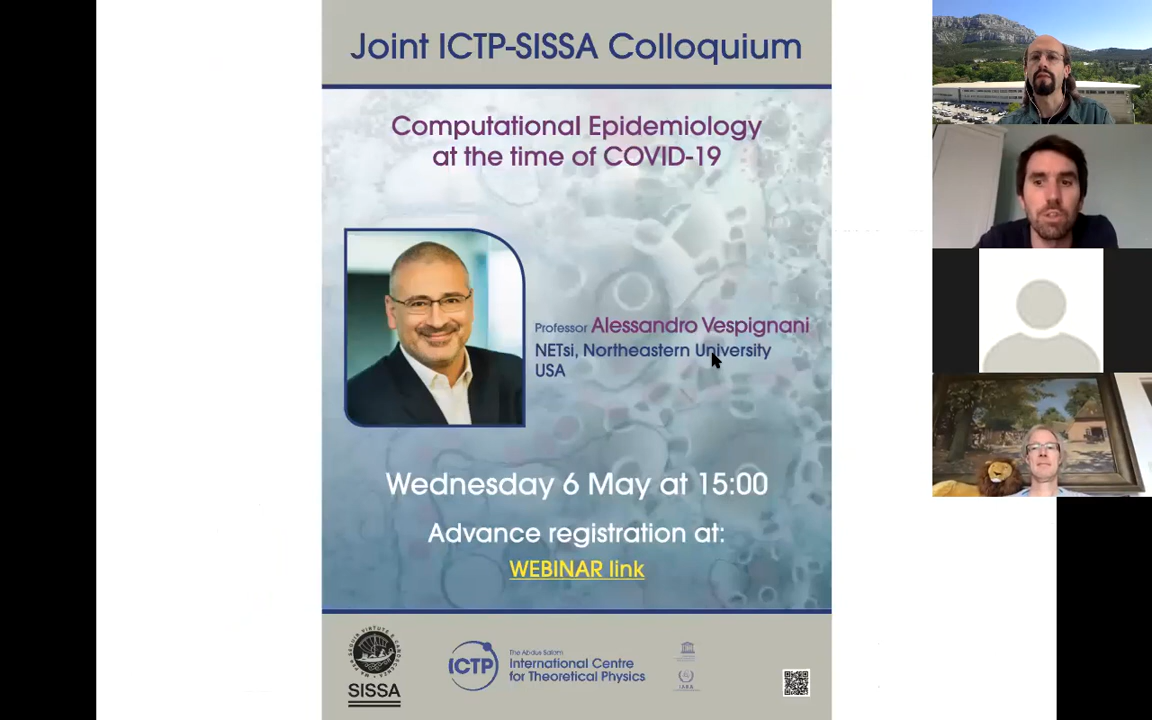 Joint ICTP-SISSA Colloquium
Computational Epidemiology
at the time of COVID-19
Professor Alessandro Vespignani
NETsi, Northeastern University
USA
Wednesday 6 May at 15:00
Advance registration at:
WEBINAR link
SISSA
ICTP
The Abdus Salam
International Centre
for Theoretical Physics